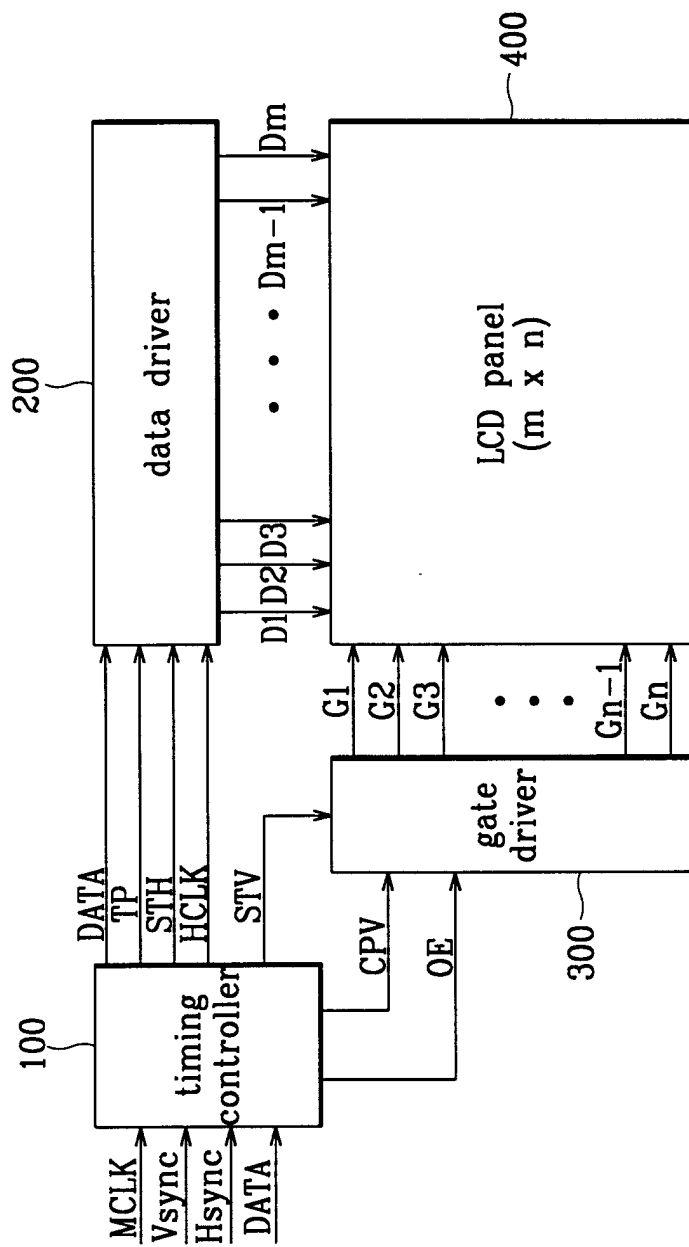 100
timing
controller
MCLK
Vsync
Hsync
DATA
DATA
TP
STH
HCLK
STV
CPV
OE
200
data driver
D1
D2
D3
Dm-1
Dm
300
gate
driver
G1
G2
G3
Gn-1
Gn
400
LCD panel
(m x n)